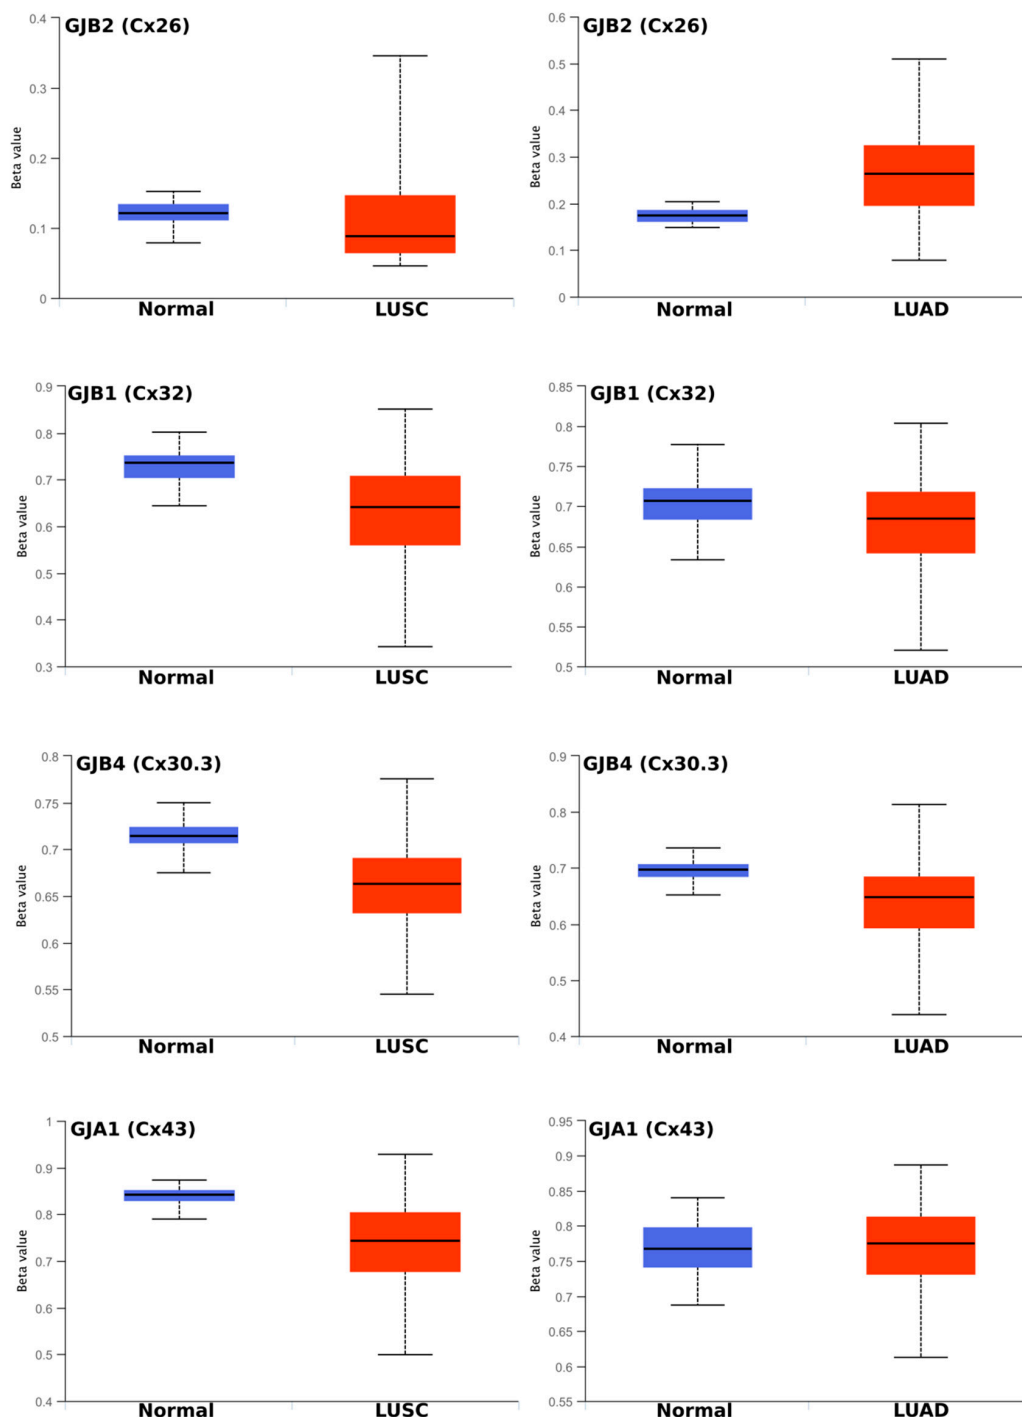 GJB2 (Cx26)
0.4
0.3
0.2
0.1
0
Beta value
Normal
LUSC
GJB2 (Cx26)
0.6
0.5
0.4
0.3
0.2
0.1
0
Beta value
Normal
LUAD
GJB1 (Cx32)
0.9
0.8
0.7
0.6
0.5
0.4
0.3
Beta value
Normal
LUSC
GJB1 (Cx32)
0.85
0.8
0.75
0.7
0.65
0.6
0.55
0.5
Beta value
Normal
LUAD
GJB4 (Cx30.3)
0.8
0.75
0.7
0.65
0.6
0.55
0.5
Beta value
Normal
LUSC
GJB4 (Cx30.3)
0.9
0.8
0.7
0.6
0.5
0.4
Beta value
Normal
LUAD
GJA1 (Cx43)
1
0.9
0.8
0.7
0.6
0.5
0.4
Beta value
Normal
LUSC
GJA1 (Cx43)
0.95
0.9
0.85
0.8
0.75
0.7
0.65
0.6
0.55
Beta value
Normal
LUAD